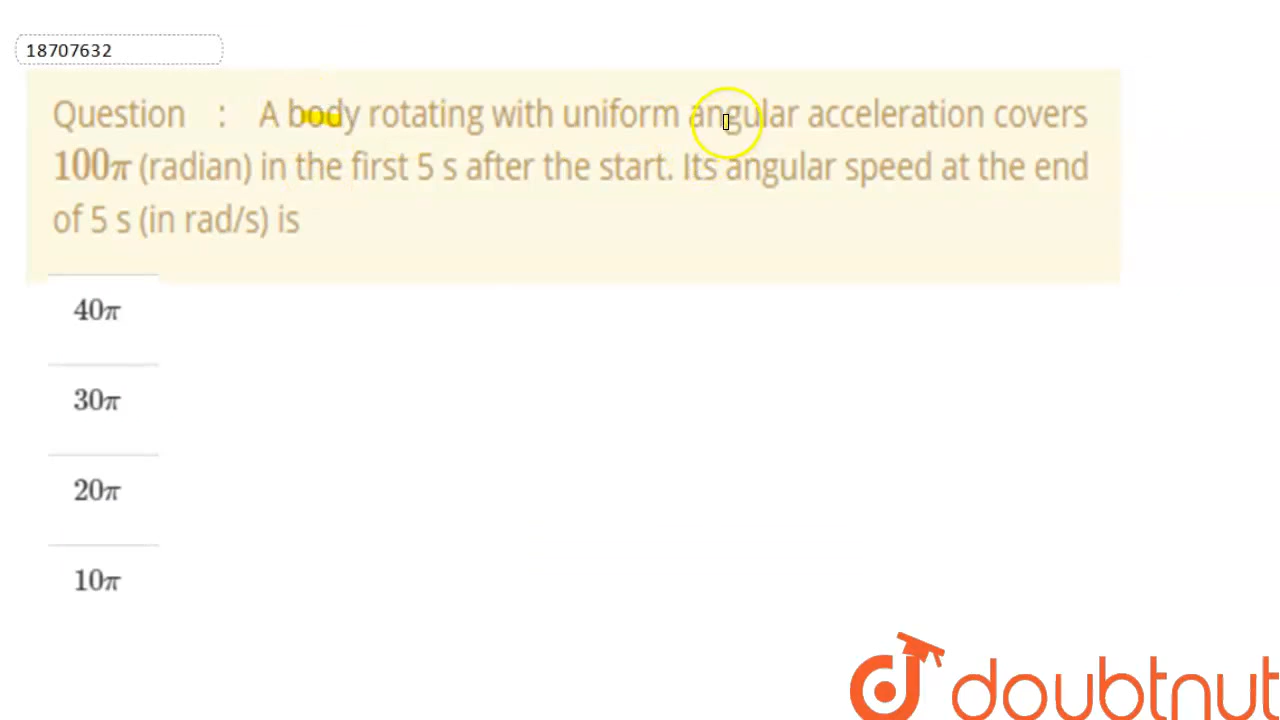 18707632
Question : A body rotating with uniform angular acceleration covers
100π (radian) in the first 5 s after the start. Its angular speed at the end
of 5 s (in rad/s) is
40π
30π
20π
10π
doubtnut